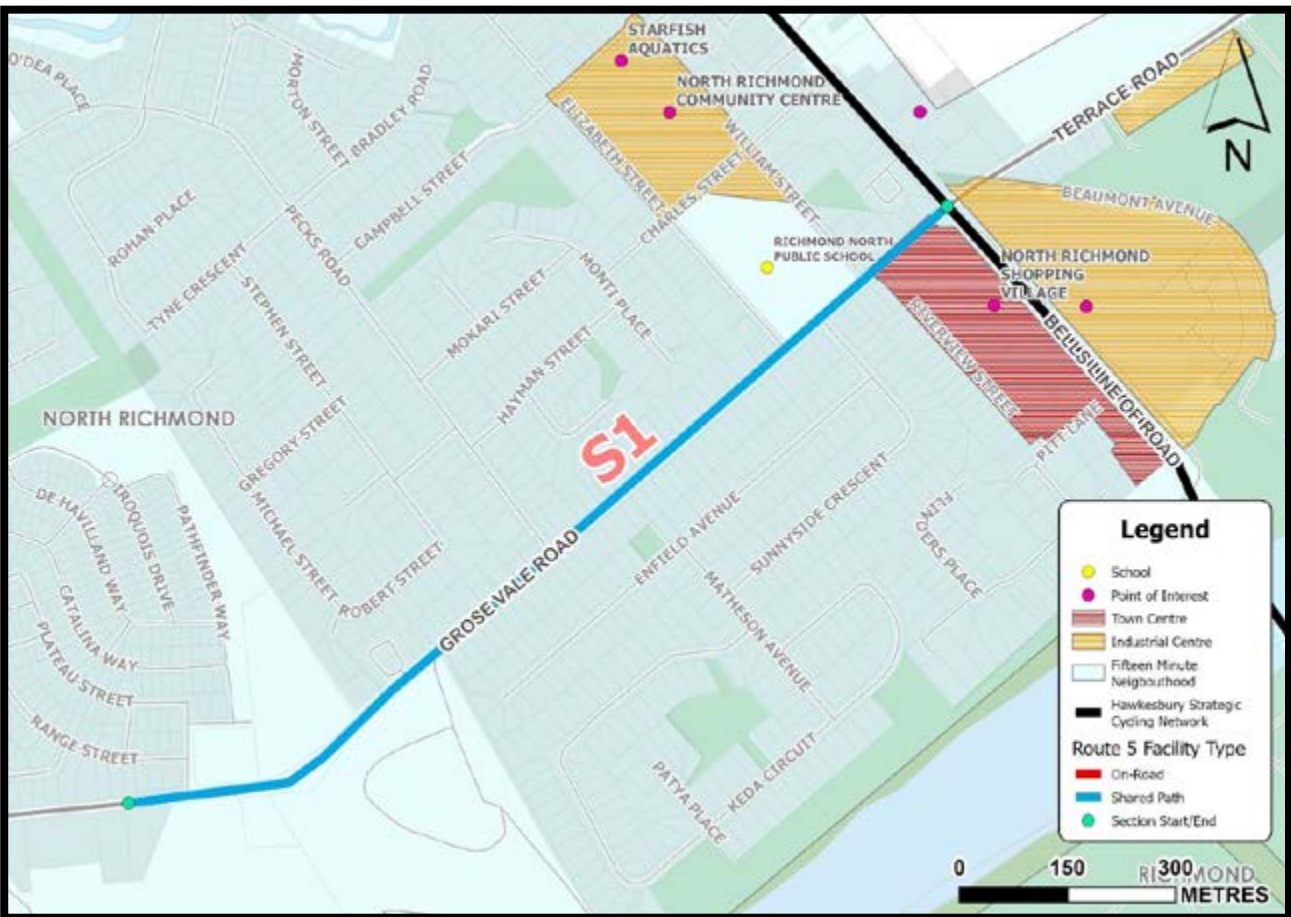 STARFISH
AQUATICS
NORTH RICHMOND
COMMUNITY CENTRE
TERRACE ROAD
N
O'DEA PLACE
MORTON STREET
BRADLEY ROAD
ELIZABETH STREET
WILLIAM STREET
CAMPBELL STREET
CHARLES STREET
BEAUMONT AVENUE
ROHAN PLACE
PECKS ROAD
RICHMOND NORTH
PUBLIC SCHOOL
NORTH RICHMOND
SHOPPING
VILLAGE
TYNE CRESCENT
STEPHEN STREET
MOKARI STREET
MONTI PLACE
HAYMAN STREET
RIVERVIEW STREET
BELLS LINE OF ROAD
PITT LANE
NORTH RICHMOND
GREGORY STREET
S1
DE HAVILLAND WAY
IROQUOIS DRIVE
PATHFINDER WAY
MICHAEL STREET
ROBERT STREET
GROSE VALE ROAD
ENFIELD AVENUE
SUNNYSIDE CRESCENT
FLINDERS PLACE
MATHESON AVENUE
CATALINA WAY
PLATEAU STREET
RANGE STREET
PATYA PLACE
KEDA CIRCUIT
Legend
School
Point of Interest
Town Centre
Industrial Centre
Fifteen Minute
Neigbouthood
Hawkesbury Strategic
Cycling Network
Route 5 Facility Type
On-Road
Shared Path
Section Start/End
RICHMOND
0 150 300
METRES